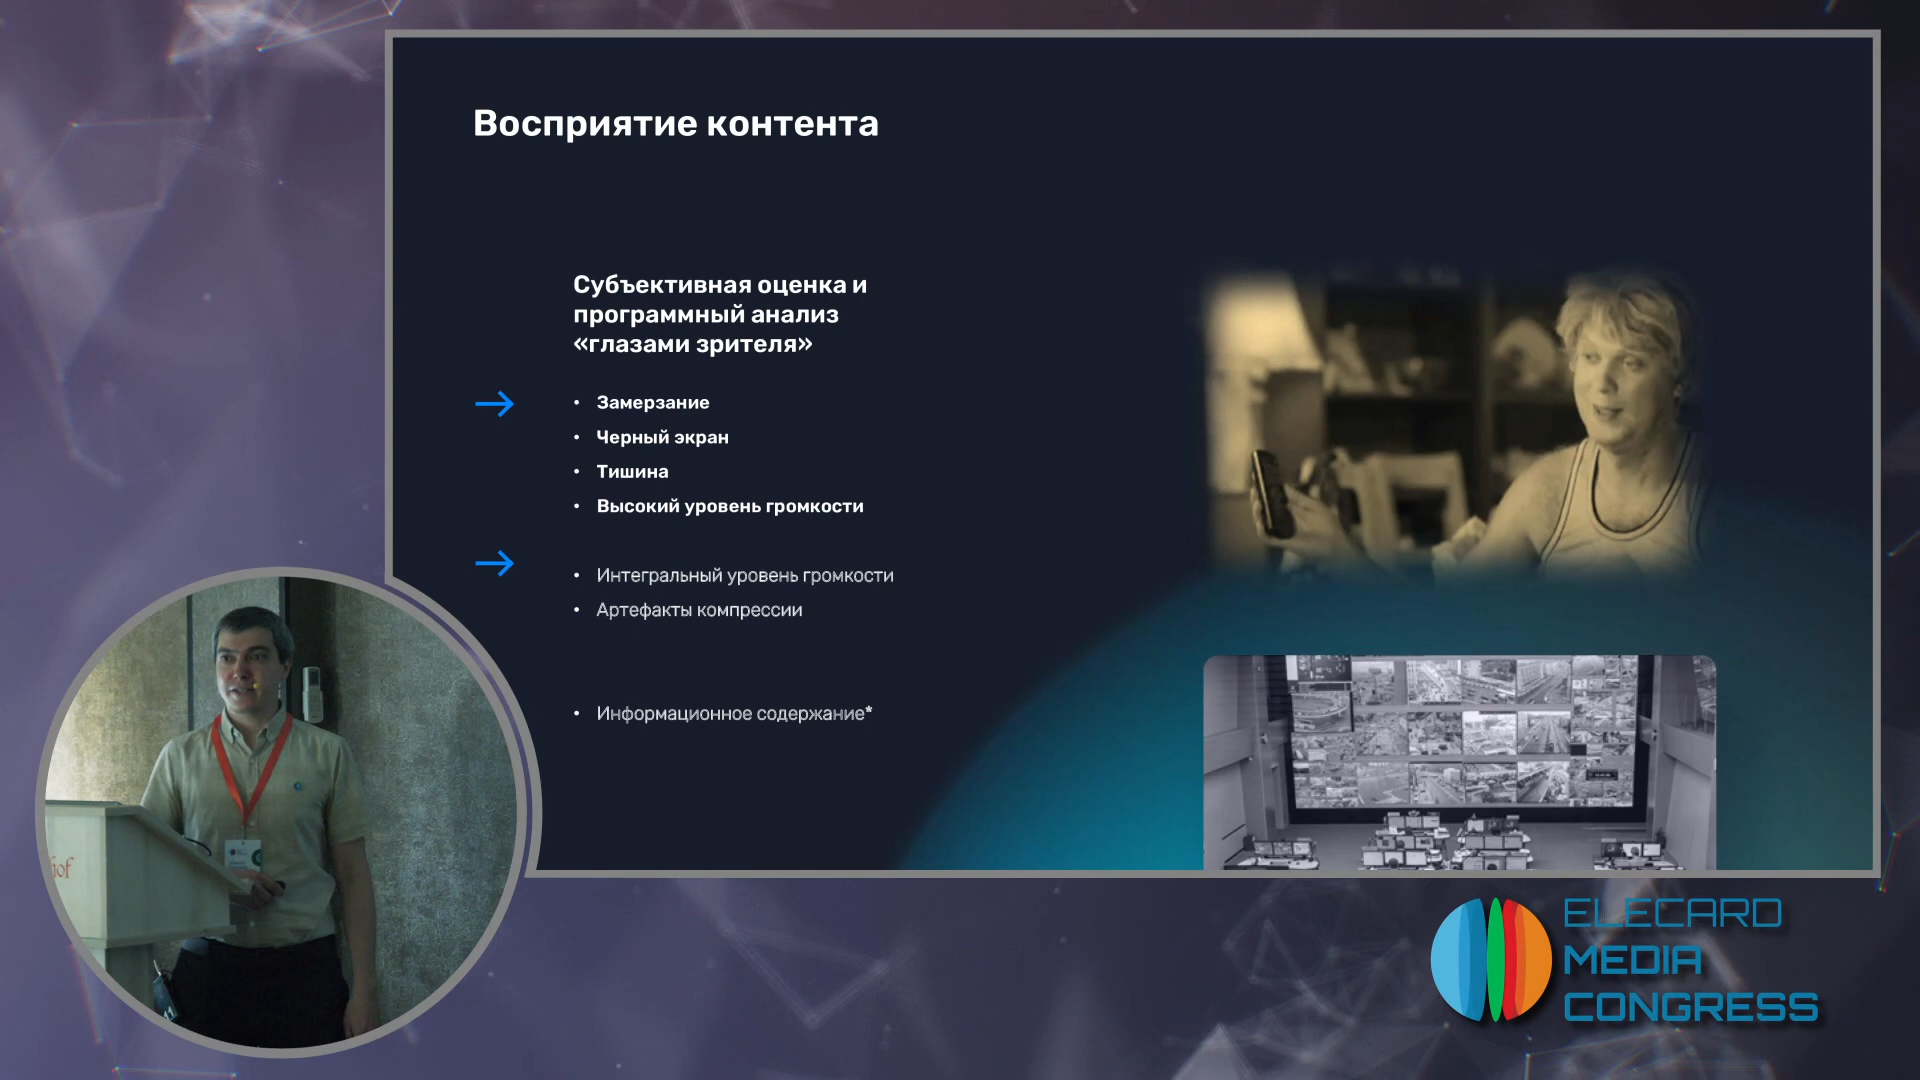 Восприятие контента
Субъективная оценка и
программный анализ
«глазами зрителя»
• Замерзание
• Черный экран
• Тишина
• Высокий уровень громкости
• Интегральный уровень громкости
• Артефакты компрессии
• Информационное содержание*
hof
ELECARD
MEDIA
CONGRESS